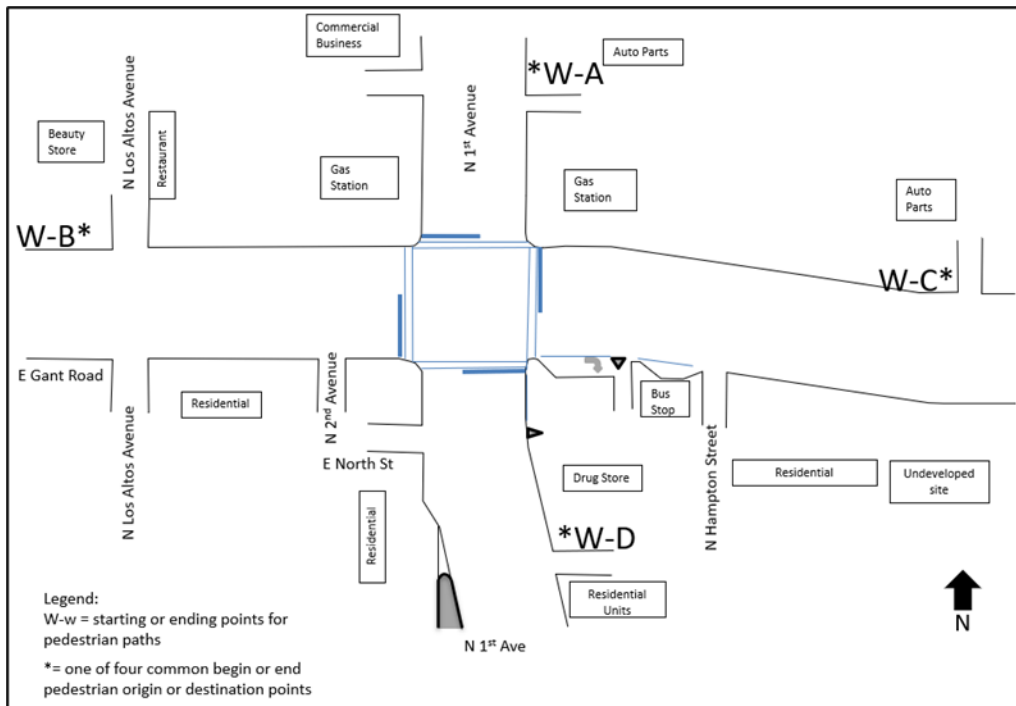 Commercial
Business
Auto Parts
*W-A
N Los Altos Avenue
N 1st Avenue
Beauty
Store
Restaurant
Gas
Station
Gas
Station
Auto
Parts
W-B*
W-C*
E Gant Road
Residential
N 2nd Avenue
Bus
Stop
N Los Altos Avenue
E North St
N Hampton Street
Drug Store
Residential
Undeveloped
site
Residential
*W-D
Residential
Units
N 1st Ave
N
Legend:
W-w = starting or ending points for
pedestrian paths
*= one of four common begin or end
pedestrian origin or destination points